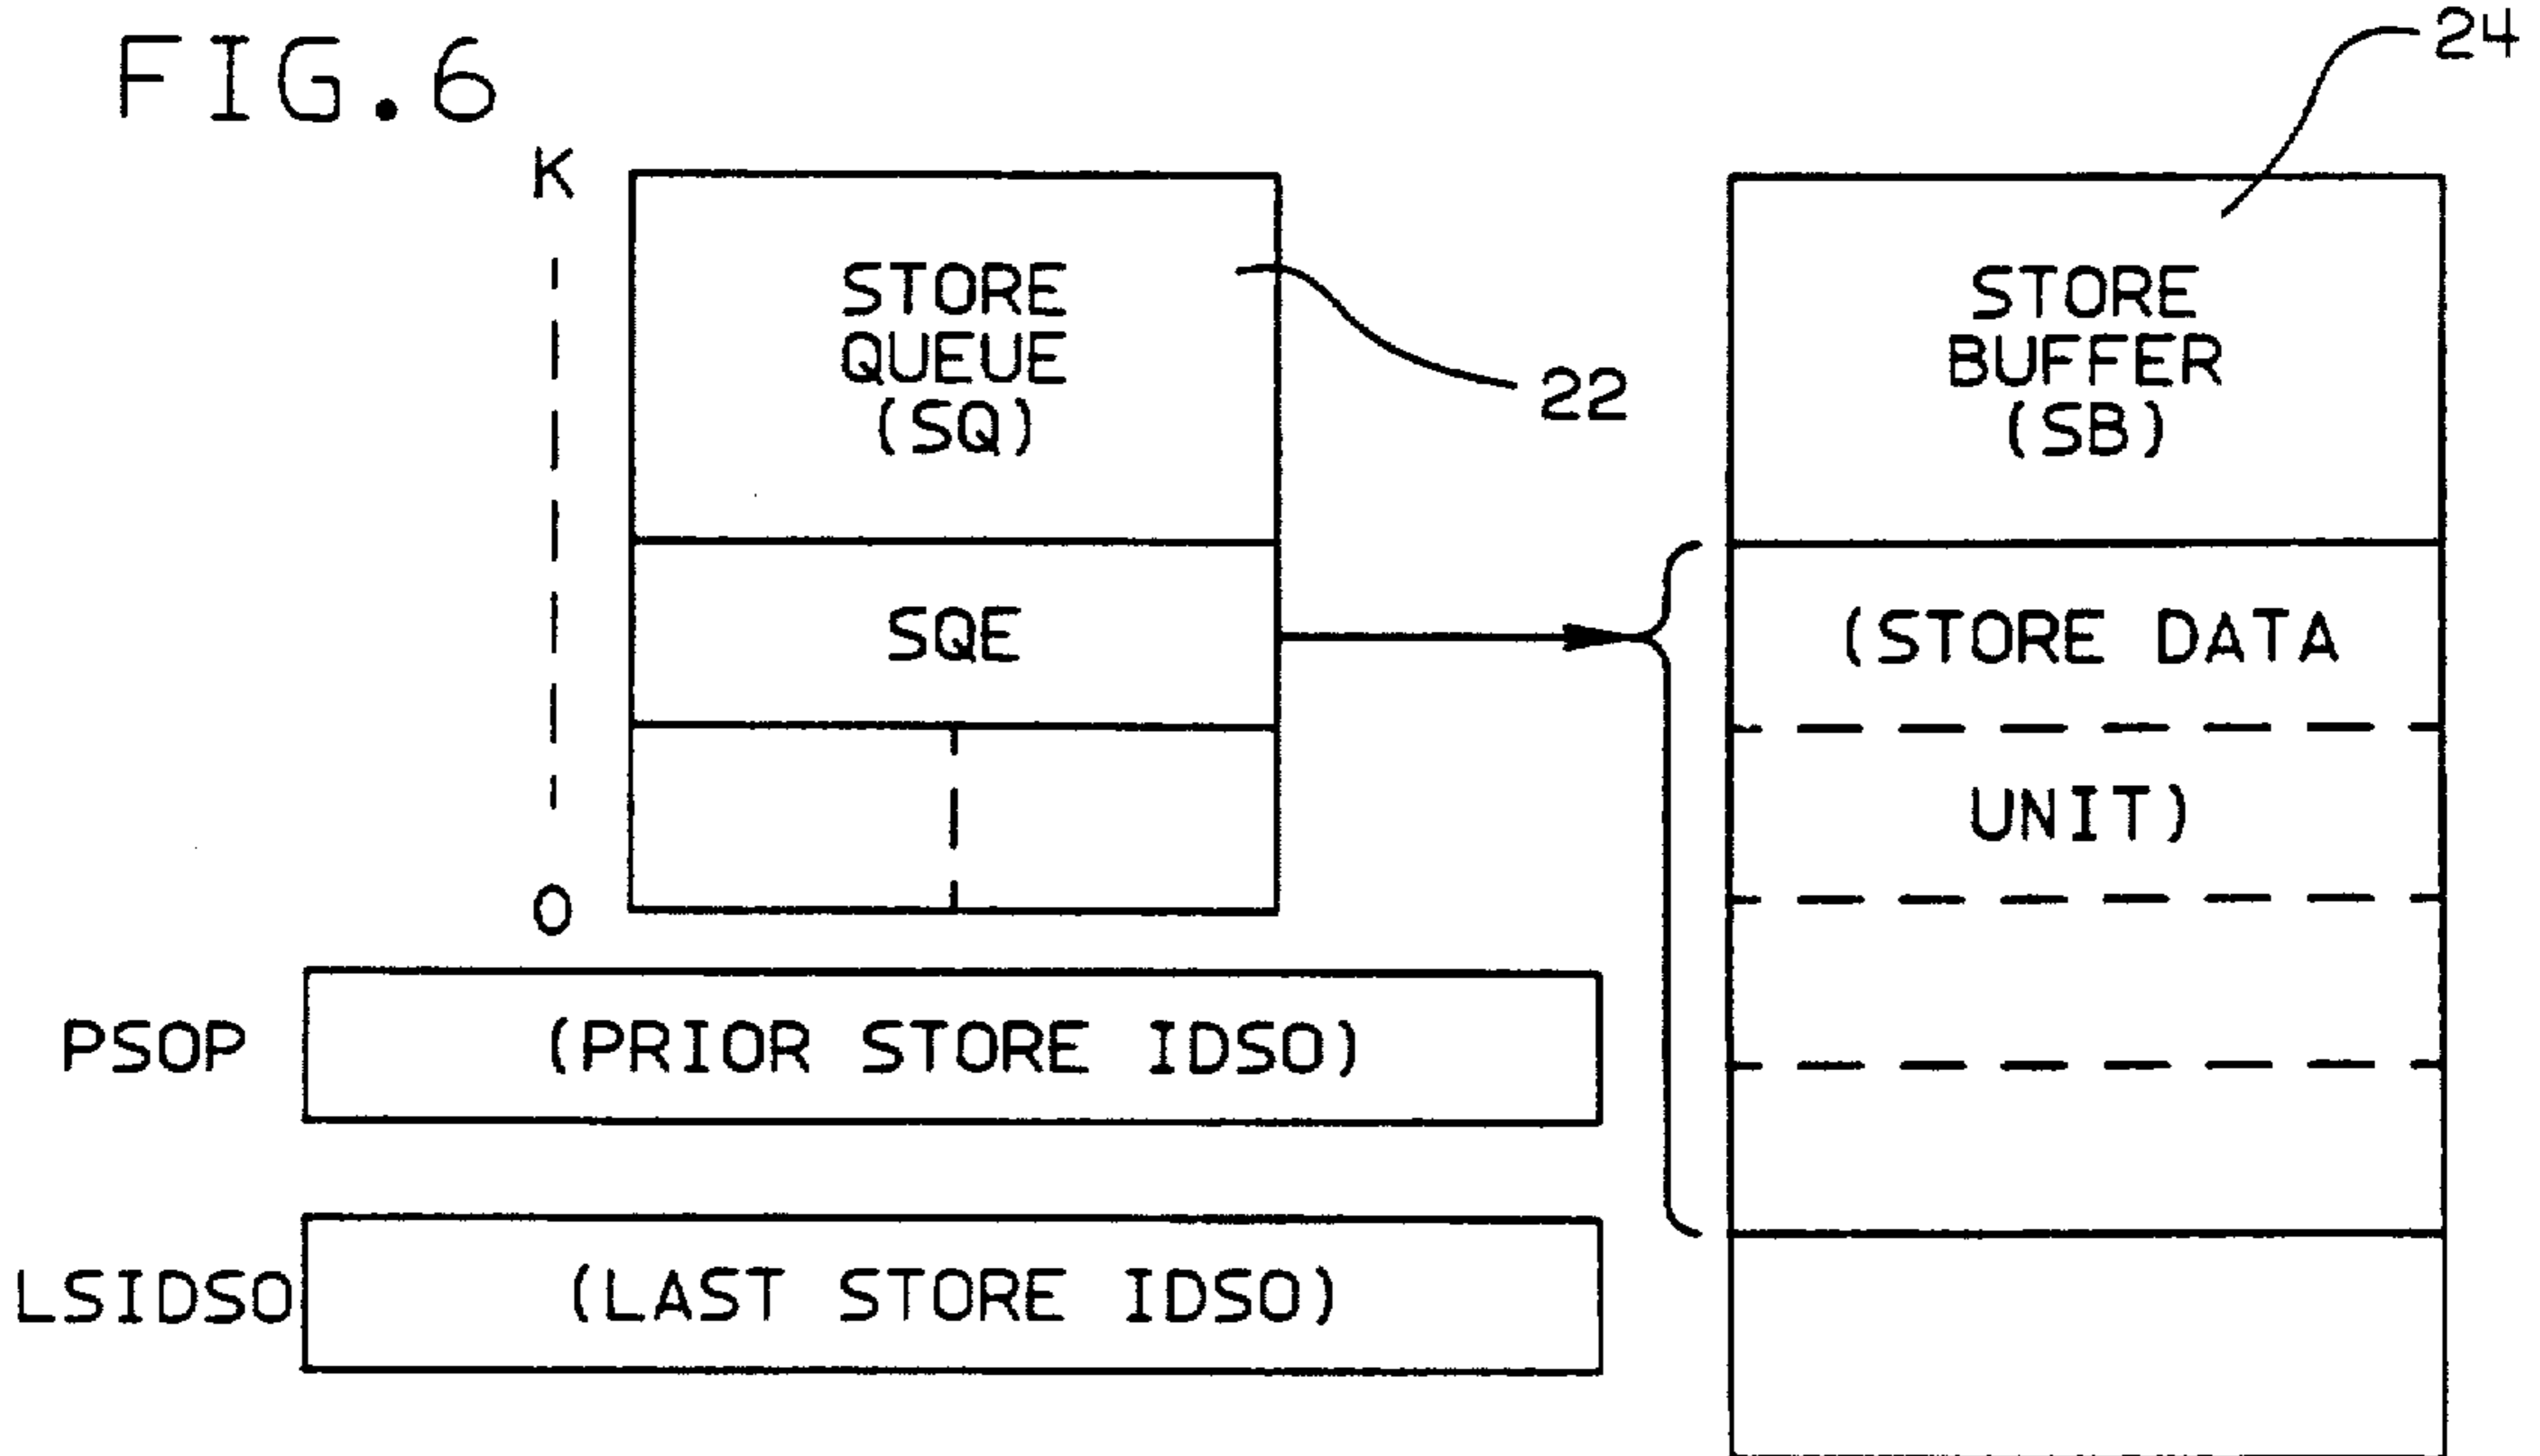 FIG.6
24
K
STORE
QUEUE
(SQ)
22
STORE
BUFFER
(SB)
SQE
(STORE DATA
UNIT)
0
PSOP
(PRIOR STORE IDSO)
LSIDSO
(LAST STORE IDSO)